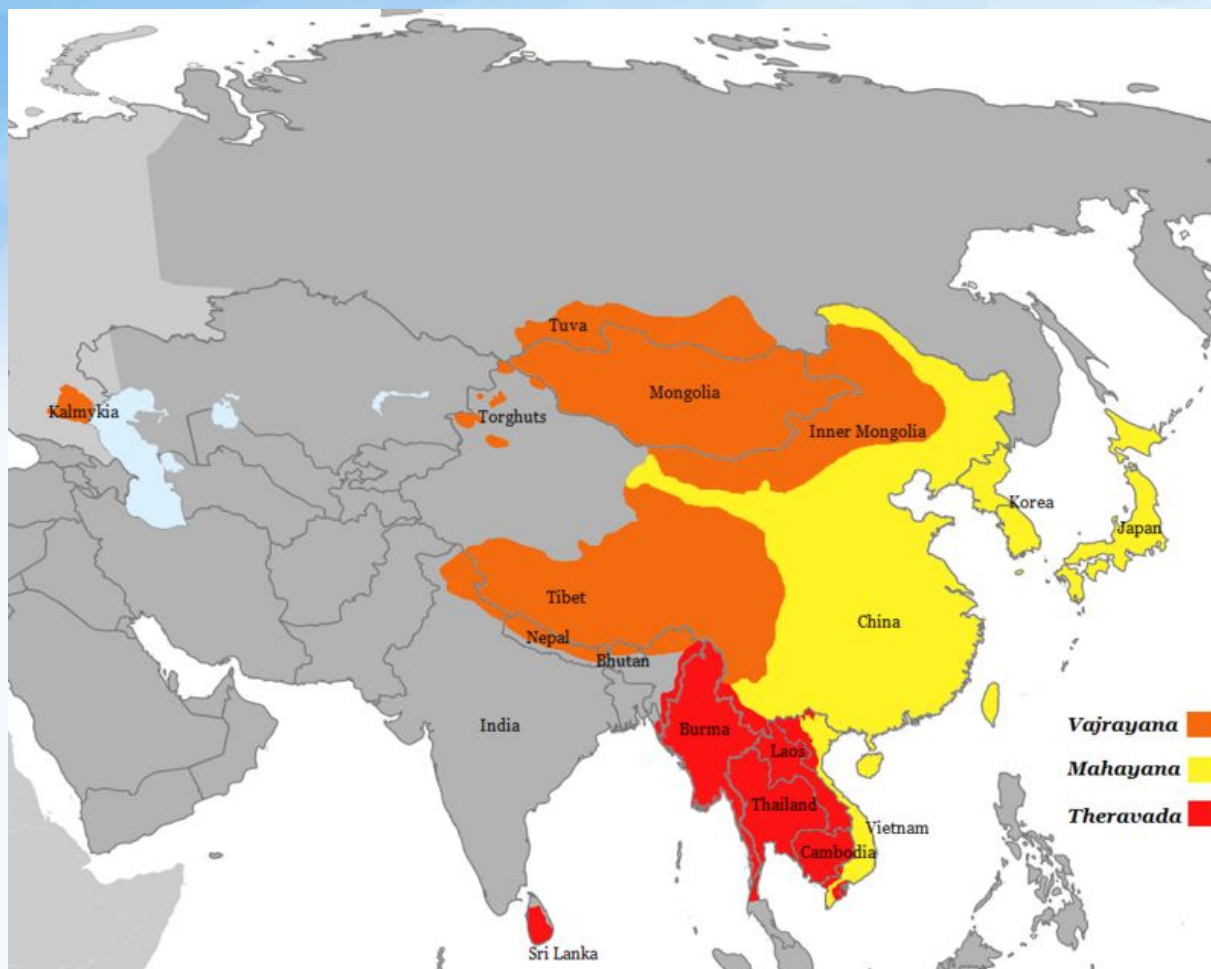 Tuva
Mongolia
Kalmykia
Torghuts
Inner Mongolia
Korea
Japan
Tibet
China
Nepal
Bhutan
India
Burma
Vajrayana
Laos
Mahayana
Thailand
Theravada
Vietnam
Cambodia
Sri Lanka